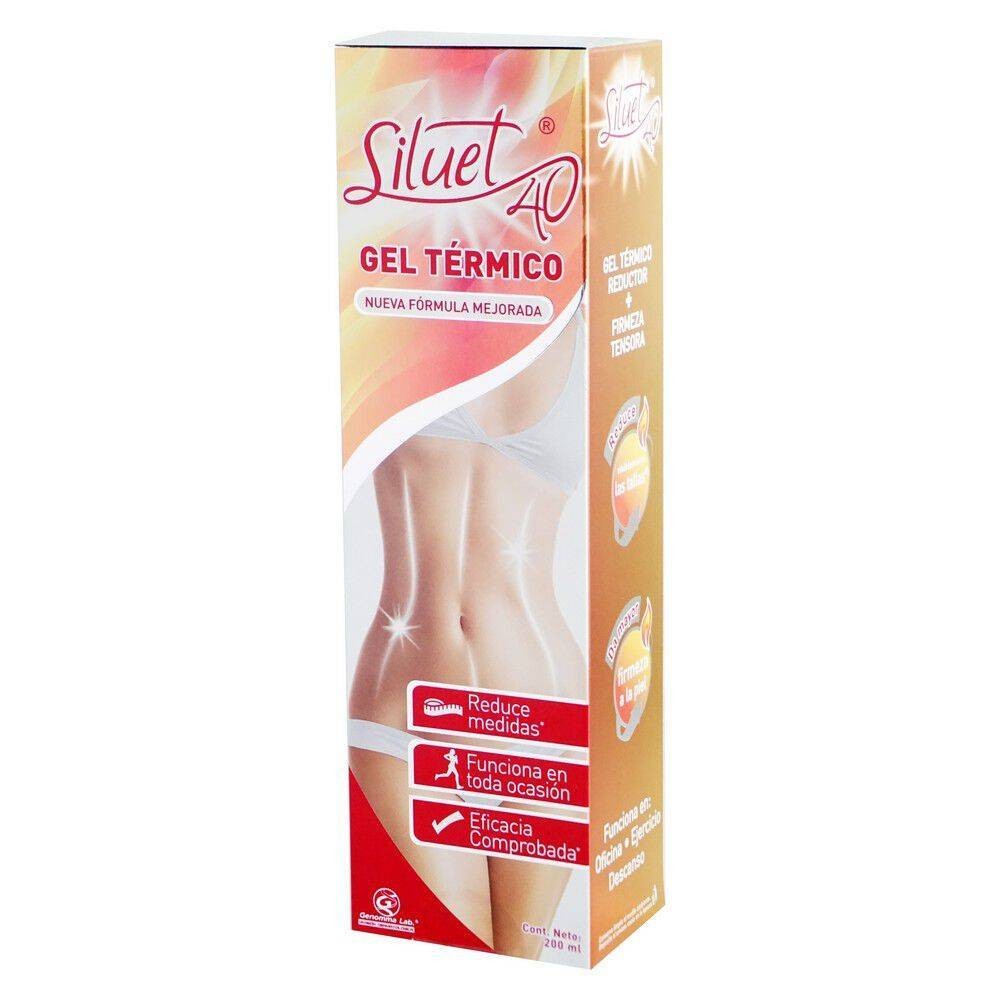 Siluet®
40
GEL TÉRMICO
NUEVA FÓRMULA MEJORADA
Reduce
medidas*
Funciona en
toda ocasión
Eficacia
Comprobada*
Genomma Lab.®
Cont. Neto:
200 ml
Siluet®
40
GEL TÉRMICO
REDUCTOR
+
FIRMEZA
TENSORA
Reduce
las tallas*
Da mayor
firmeza
a la piel
Funciona en:
Oficina • Ejercicio
Descanso